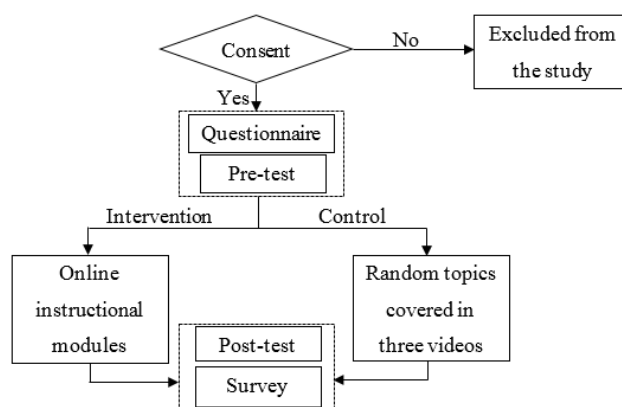 Consent
No
Excluded from
the study
Yes
Questionnaire
Pre-test
Intervention
Control
Online
instructional
modules
Random topics
covered in
three videos
Post-test
Survey